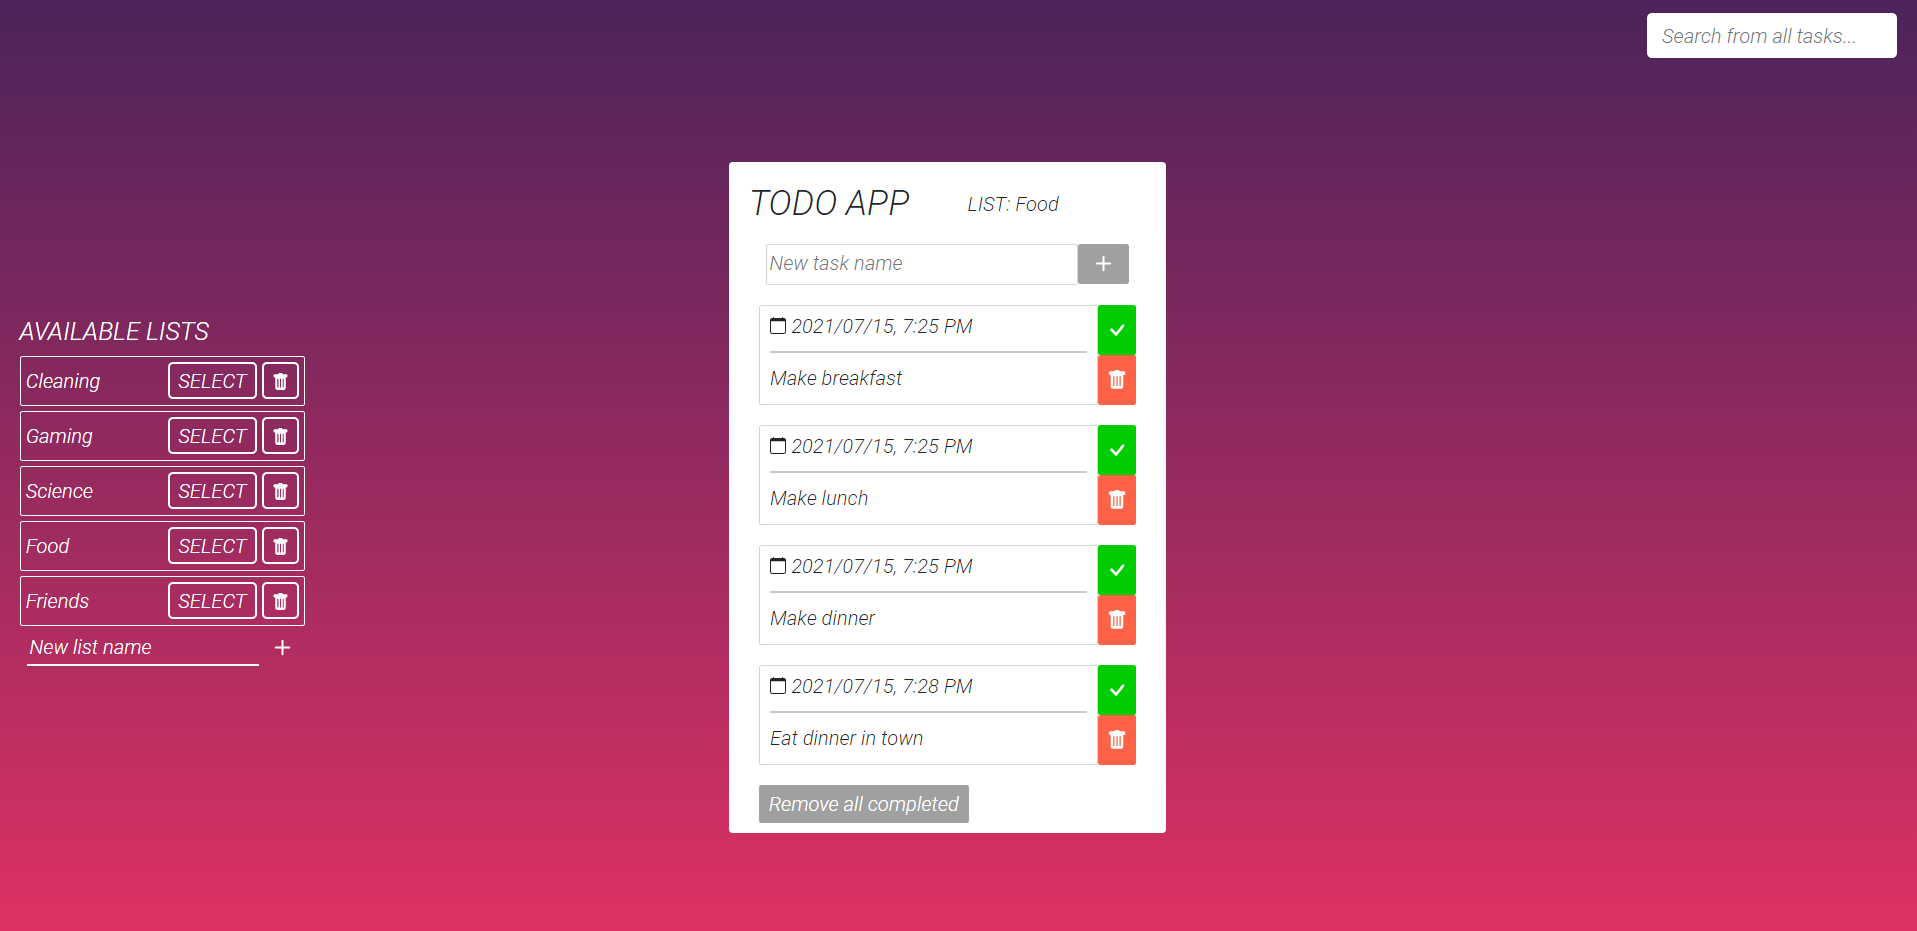 Search from all tasks...
TODO APP
LIST: Food
New task name
2021/07/15, 7:25 PM
Make breakfast
2021/07/15, 7:25 PM
Make lunch
2021/07/15, 7:25 PM
Make dinner
2021/07/15, 7:28 PM
Eat dinner in town
Remove all completed
AVAILABLE LISTS
Cleaning SELECT
Gaming SELECT
Science SELECT
Food SELECT
Friends SELECT
New list name